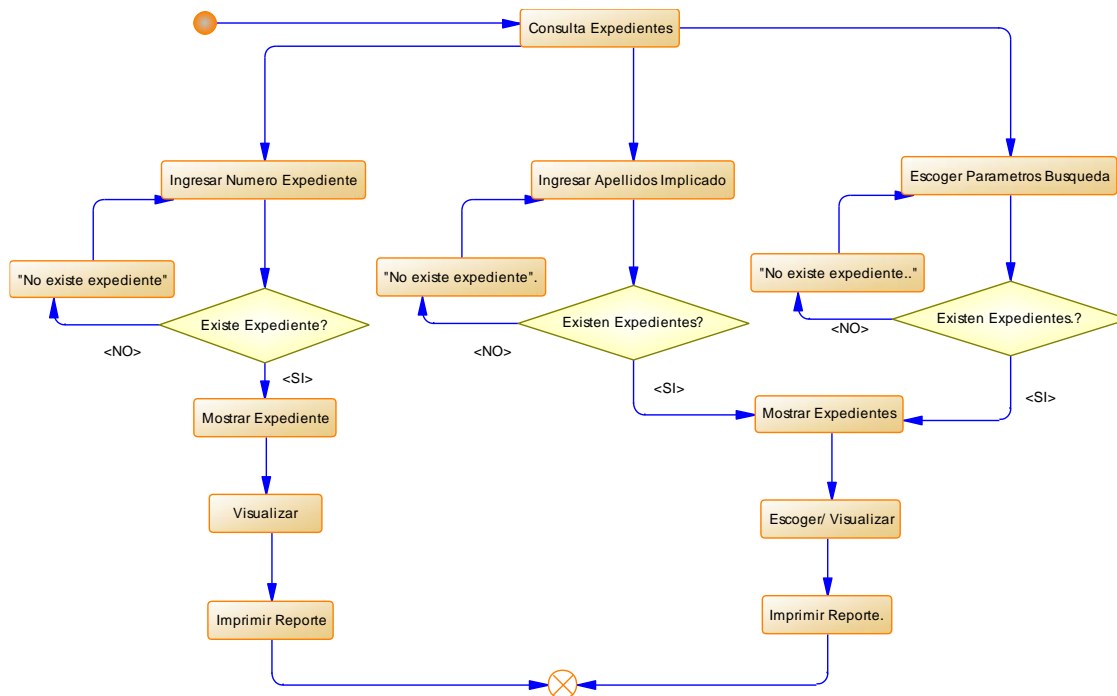 Consulta Expedientes
Ingresar Numero Expediente
Ingresar Apellidos Implicado
Escoger Parametros Busqueda
"No existe expediente"
"No existe expediente".
"No existe expediente.."
Existe Expediente?
Existen Expedientes?
Existen Expedientes.?
<NO>
<NO>
<NO>
<SI>
<SI>
<SI>
Mostrar Expediente
Mostrar Expedientes
Visualizar
Escoger/ Visualizar
Imprimir Reporte
Imprimir Reporte.